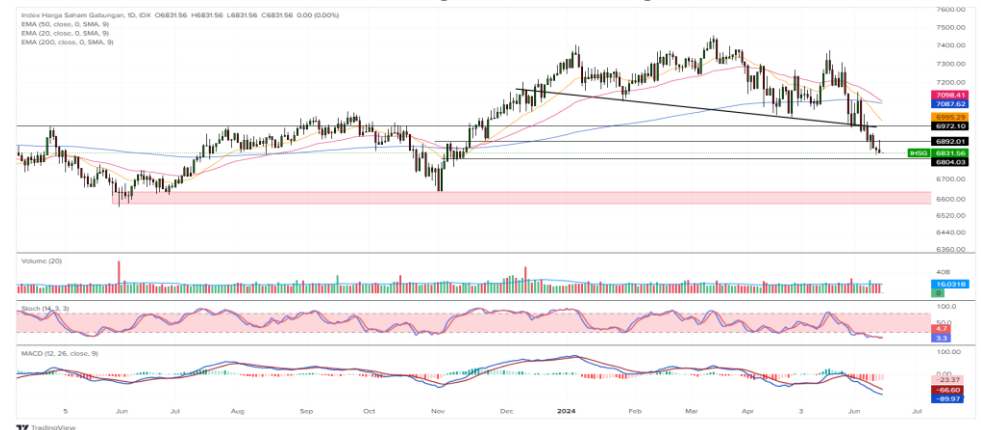 Index Harga Saham Gabungan, 1D, IDX O6831.56 H6831.56 L6831.56 C6831.56 0.00 (0.00%)
EMA (50, close, 0, SMA, 9)
EMA (20, close, 0, SMA, 9)
EMA (200, close, 0, SMA, 9)
7600.00
7500.00
7400.00
7300.00
7200.00
7098.41
7087.62
6995.29
6972.10
6892.01
IHSG 6831.56
6804.03
6700.00
6600.00
6520.00
6440.00
6360.00
Volume (20)
40B
16.031B
0
Stoch (14, 3, 3)
100.0
50.0
4.7
3.3
MACD (12, 26, close, 9)
100.00
0.00
-23.37
-66.60
-89.97
5 Jun Jul Aug Sep Oct Nov Dec 2024 Feb Mar Apr 3 Jun Jul
TradingView